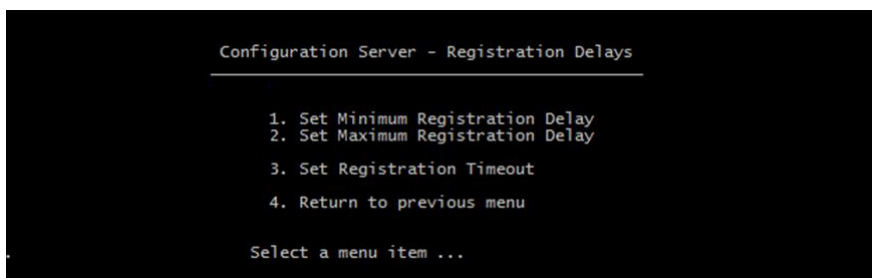 Configuration Server - Registration Delays
1. Set Minimum Registration Delay
2. Set Maximum Registration Delay
3. Set Registration Timeout
4. Return to previous menu
Select a menu item ...